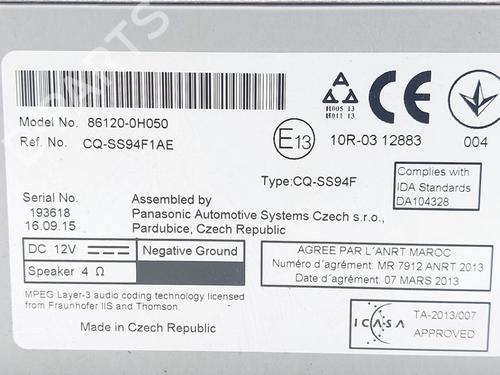 Model No. 86120-0H050
Ref. No. CQ-SS94F1AE
H005 13
H011 13
CE
E13
10R-03 12883
004
Type:CQ-SS94F
Complies with
IDA Standards
DA104328
Serial No.
193618
16.09.15
Assembled by
Panasonic Automotive Systems Czech s.r.o.,
Pardubice, Czech Republic
DC 12V
Negative Ground
Speaker 4 Ω
AGREE PAR L´ANRT MAROC
Numéro d´agrément: MR 7912 ANRT 2013
Date d´agrément: 07 MARS 2013
MPEG Layer-3 audio coding technology licensed
from Fraunhofer IIS and Thomson.
Made in Czech Republic
ICASA
TA-2013/007
APPROVED